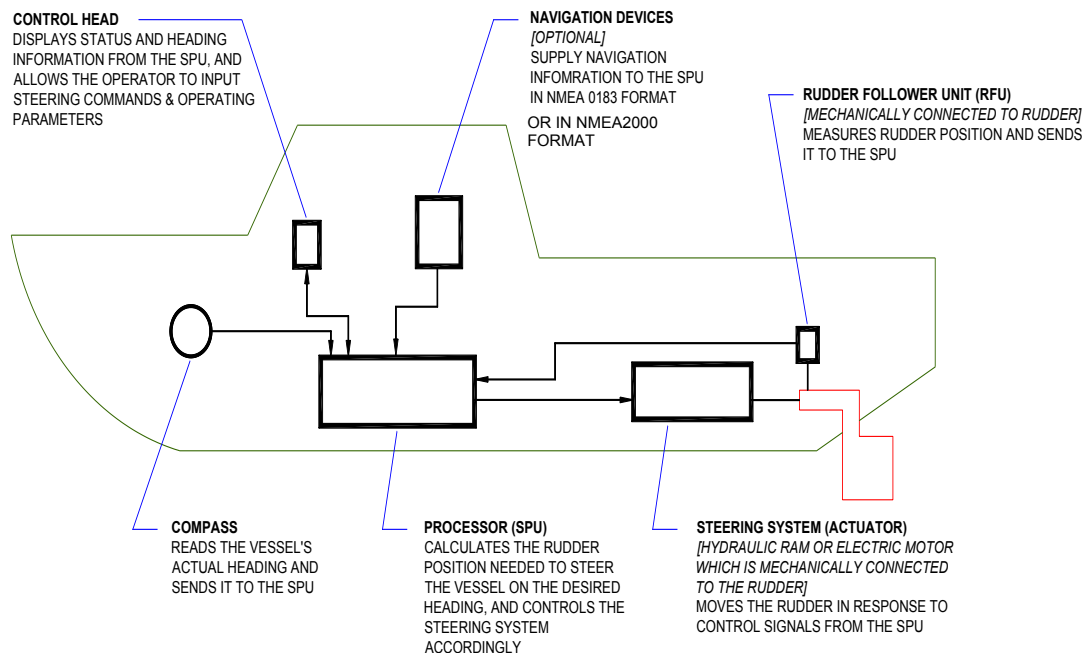 CONTROL HEAD
DISPLAYS STATUS AND HEADING
INFORMATION FROM THE SPU, AND
ALLOWS THE OPERATOR TO INPUT
STEERING COMMANDS & OPERATING
PARAMETERS
NAVIGATION DEVICES
[OPTIONAL]
SUPPLY NAVIGATION
INFOMRATION TO THE SPU
IN NMEA 0183 FORMAT
OR IN NMEA2000
FORMAT
RUDDER FOLLOWER UNIT (RFU)
[MECHANICALLY CONNECTED TO RUDDER]
MEASURES RUDDER POSITION AND SENDS
IT TO THE SPU
COMPASS
READS THE VESSEL'S
ACTUAL HEADING AND
SENDS IT TO THE SPU
PROCESSOR (SPU)
CALCULATES THE RUDDER
POSITION NEEDED TO STEER
THE VESSEL ON THE DESIRED
HEADING, AND CONTROLS THE
STEERING SYSTEM
ACCORDINGLY
STEERING SYSTEM (ACTUATOR)
[HYDRAULIC RAM OR ELECTRIC MOTOR
WHICH IS MECHANICALLY CONNECTED
TO THE RUDDER]
MOVES THE RUDDER IN RESPONSE TO
CONTROL SIGNALS FROM THE SPU